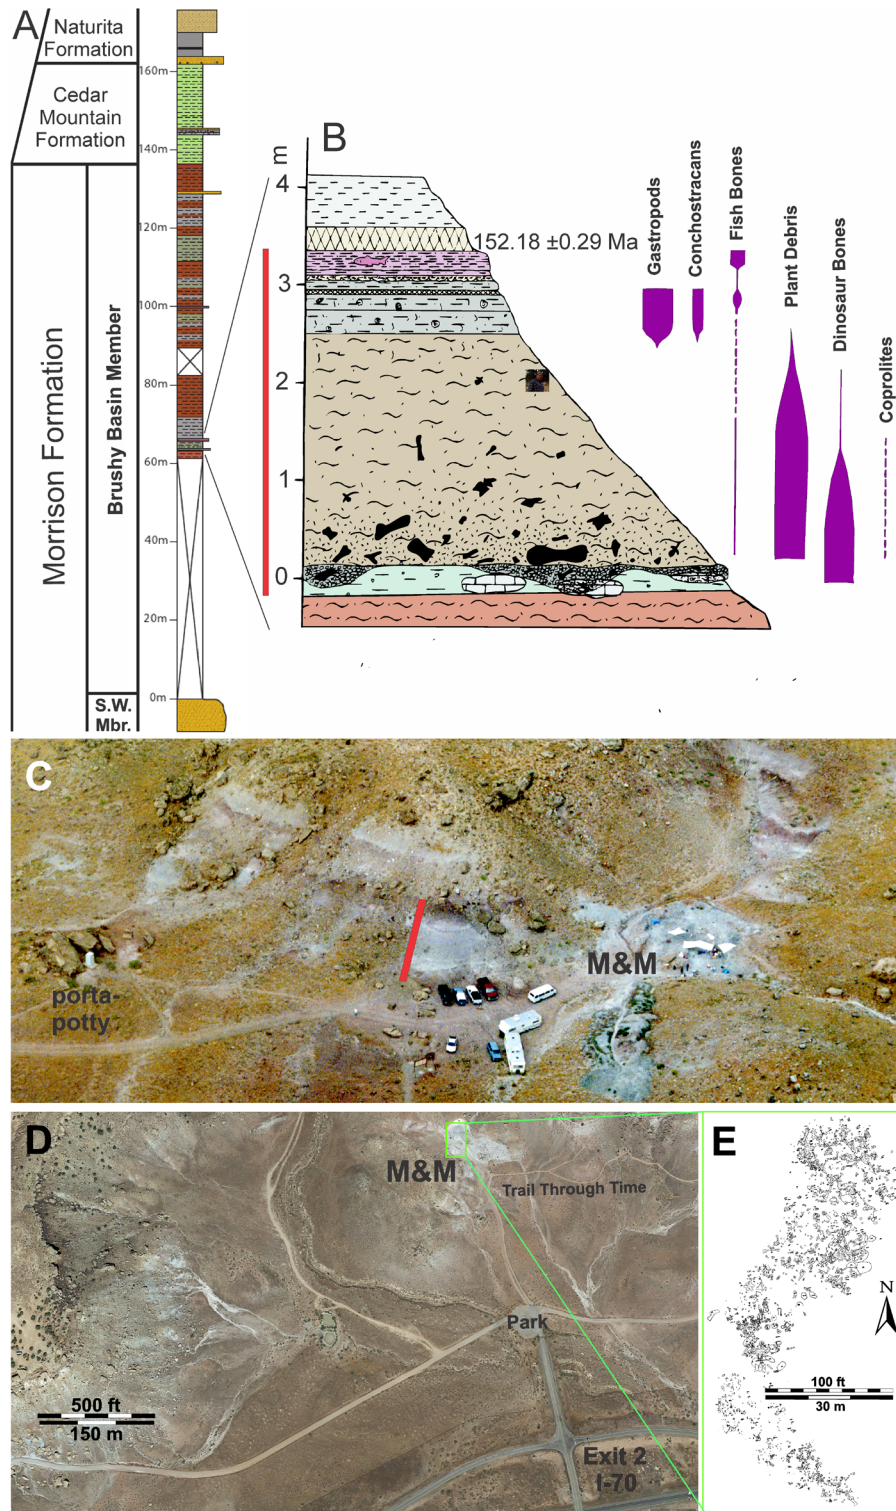 A
Naturita
Formation
Cedar
Mountain
Formation
Morrison Formation
Brushy Basin Member
S.W.
Mbr.
160m
140m
120m
100m
80m
60m
40m
20m
0m
B
m
4
3
2
1
0
152.18 ±0.29 Ma
Gastropods
Conchostracans
Fish Bones
Plant Debris
Dinosaur Bones
Coprolites
C
M&M
porta-
potty
D
M&M
Trail Through Time
Park
500 ft
150 m
Exit 2
I-70
E
N
100 ft
30 m